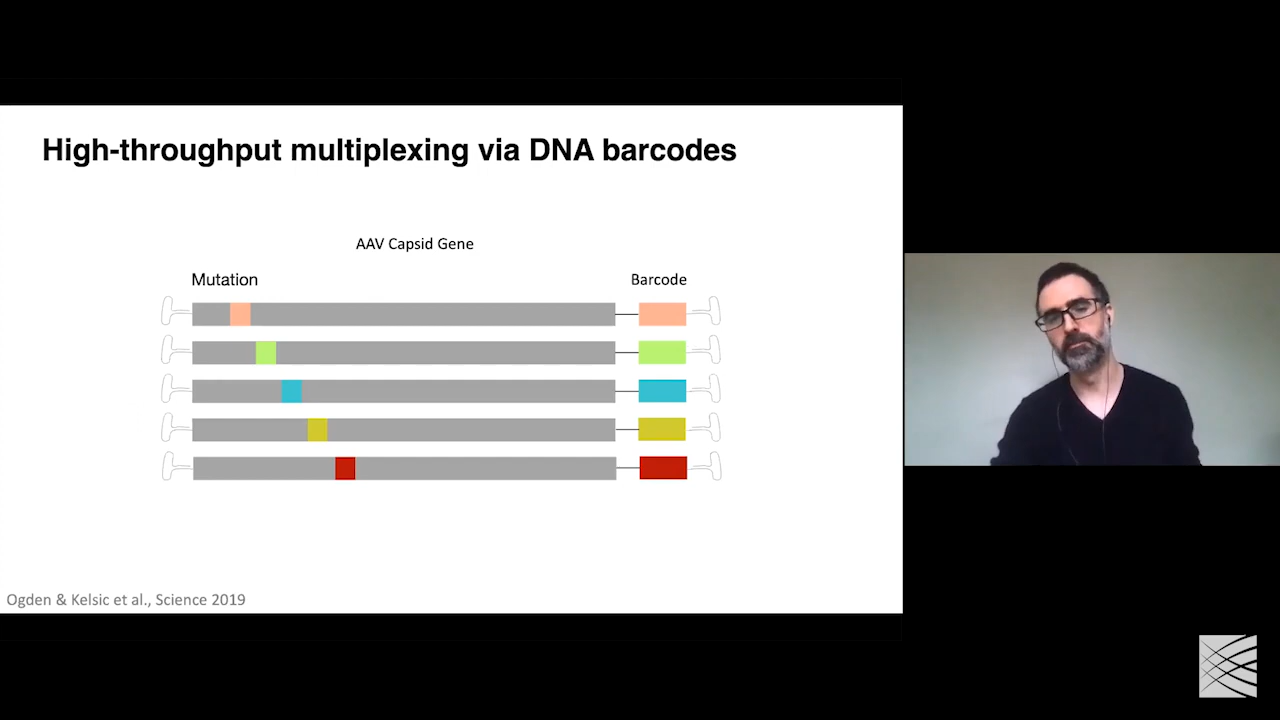 High-throughput multiplexing via DNA barcodes
AAV Capsid Gene
Mutation
Barcode
Ogden & Kelsic et al., Science 2019